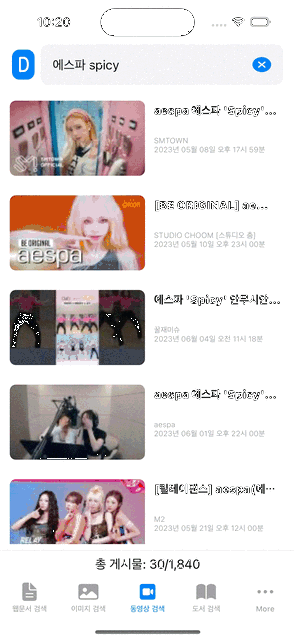 10:20
D
에스파 spicy
aespa 에스파 'Spicy'...
SMTOWN
2023년 05월 08일 오후 17시 59분
SMTOWN
OFFICIAL
[BE ORIGINAL] ae...
STUDIO CHOOM [스튜디오 춤]
2023년 05월 10일 오후 23시 00분
BE ORIGINAL
aespa
에스파 'Spicy' 안무시안...
2023년 06월 04일 오전 11시 18분
aespa 에스파 'Spicy'...
aespa
2023년 06월 01일 오후 22시 00분
[릴레이댄스] aespa(에...
M2
2023년 05월 21일 오후 12시 00분
RELAY
총 게시물: 30/1,840
웹문서 검색
이미지 검색
동영상 검색
도서 검색
More